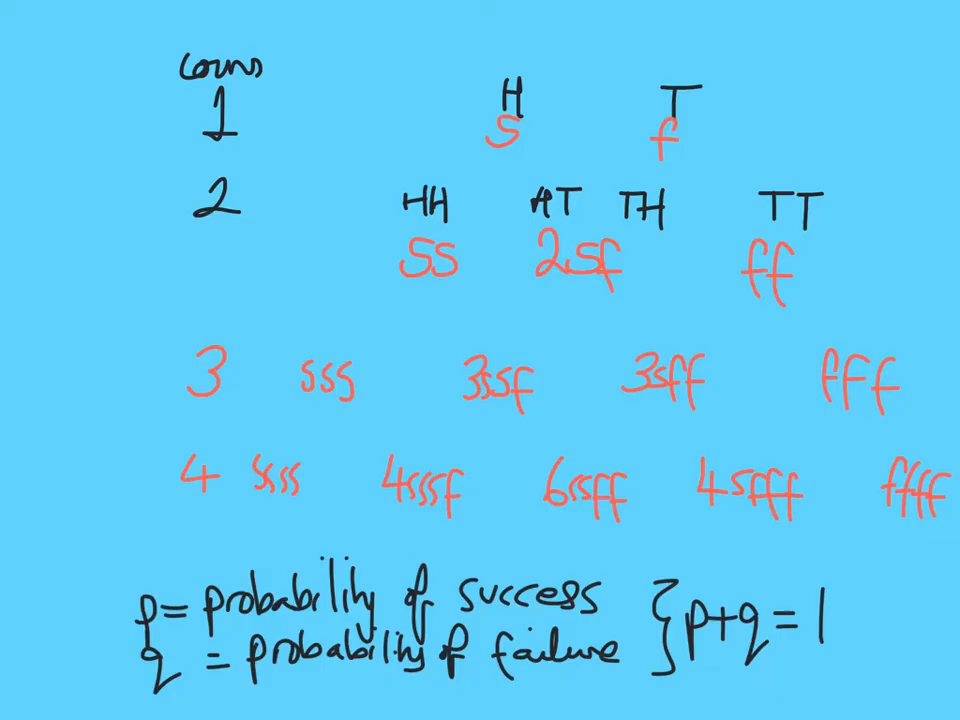 coins
1 H T
s f
2 HH HT TH TT
ss 2sf ff
3 sss 3ssf 3sff fff
4 ssss 4sssf 6ssff 4sfff ffff
p = probability of success } p+q = 1
q = probability of failure